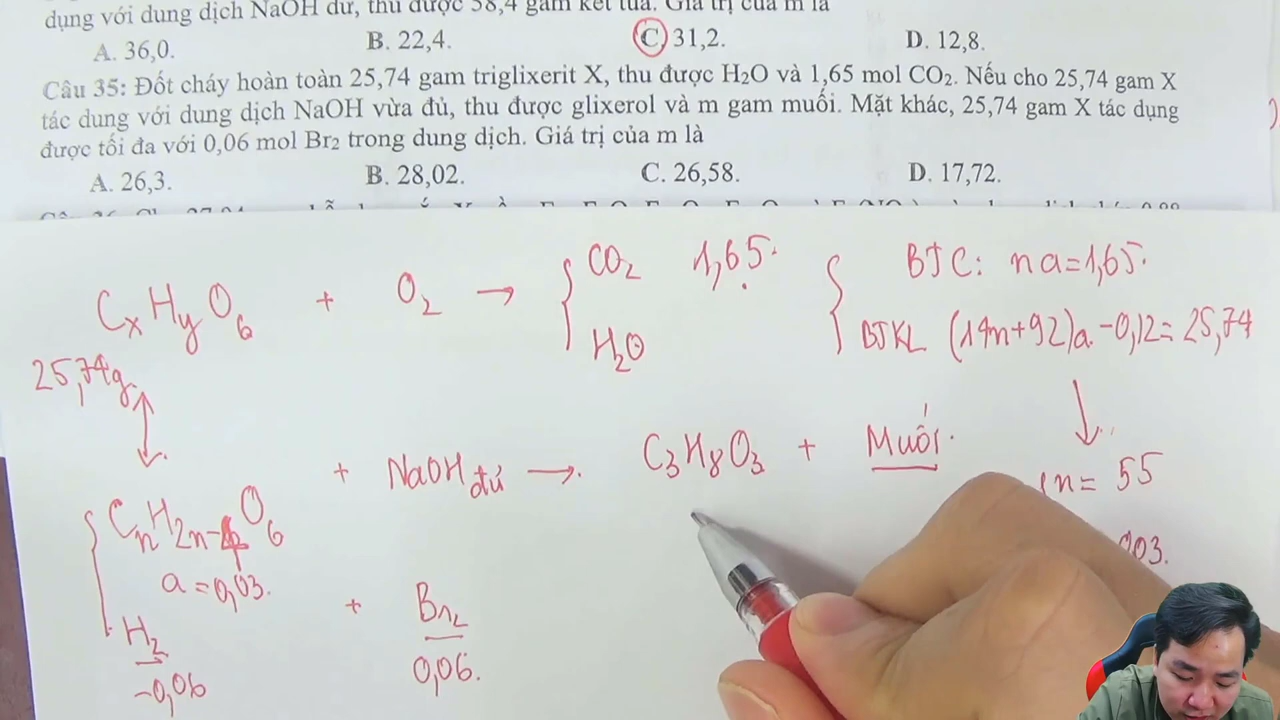 dụng với dung dịch NaOH dư, thu được 58,4 gam kết tủa. Giá trị của m là
A. 36,0. B. 22,4. C. 31,2. D. 12,8.
Câu 35: Đốt cháy hoàn toàn 25,74 gam triglixerit X, thu được H₂O và 1,65 mol CO₂. Nếu cho 25,74 gam X
tác dung với dung dịch NaOH vừa đủ, thu được glixerol và m gam muối. Mặt khác, 25,74 gam X tác dụng
được tối đa với 0,06 mol Br₂ trong dung dịch. Giá trị của m là
A. 26,3. B. 28,02. C. 26,58. D. 17,72.
CxHyO6 + O2 → { CO2 1,65. { BTC: na=1,65.
H2O BTKL (14n+92)a -0,12= 25,74
25,74g
+ NaOH đủ → C3H8O3 + Muối.
n= 55
CnH2n-4O6
a = 0,03.
+ Br2
H2 0,06.
-0,06